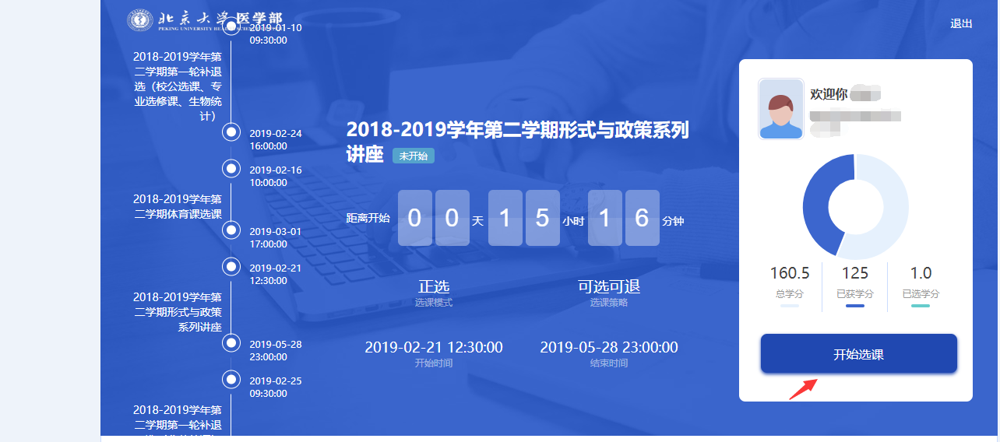 北京大学医学部
PEKING UNIVERSITY HEALTH SCIENCE CENTER
退出
2019-01-10
09:30:00
2018-2019学年第
二学期第一轮补退
选（校公选课、专
业选修课、生物统
计）
2019-02-24
16:00:00
2019-02-16
10:00:00
2018-2019学年第
二学期体育课选课
2019-03-01
17:00:00
2019-02-21
12:30:00
2018-2019学年第
二学期形式与政策
系列讲座
2019-05-28
23:00:00
2019-02-25
09:30:00
2018-2019学年第
二学期第一轮补退
2018-2019学年第二学期形式与政策系列
讲座 未开始
距离开始 0 0 天 1 5 小时 1 6 分钟
正选
选课模式
可选可退
选课策略
2019-02-21 12:30:00
开始时间
2019-05-28 23:00:00
结束时间
欢迎你
160.5
总学分
125
已获学分
1.0
已选学分
开始选课